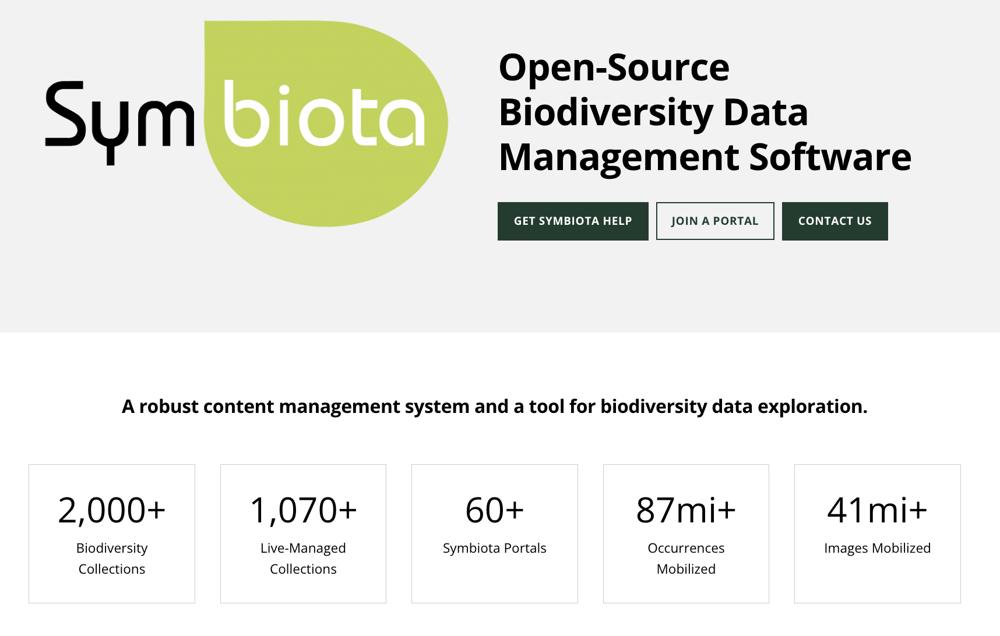 Symbiota
Open-Source
Biodiversity Data
Management Software
GET SYMBIOTA HELP
JOIN A PORTAL
CONTACT US
A robust content management system and a tool for biodiversity data exploration.
2,000+
Biodiversity
Collections
1,070+
Live-Managed
Collections
60+
Symbiota Portals
87mi+
Occurrences
Mobilized
41mi+
Images Mobilized